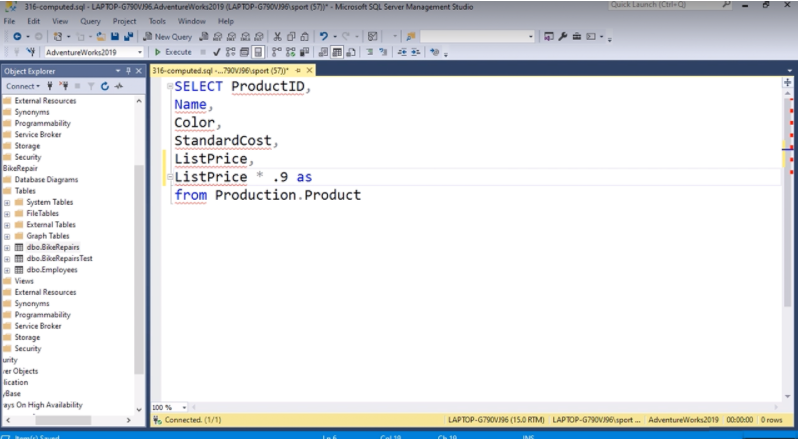 316-computed.sql - LAPTOP-G790VJ96.AdventureWorks2019 (LAPTOP-G790VJ96\sport (57))* - Microsoft SQL Server Management Studio
Quick Launch (Ctrl+Q)
File Edit View Query Project Tools Window Help
New Query
AdventureWorks2019
Execute
Object Explorer
316-computed.sql -...790VJ96\sport (57))*
Connect
External Resources
Synonyms
Programmability
Service Broker
Storage
Security
BikeRepair
Database Diagrams
Tables
System Tables
FileTables
External Tables
Graph Tables
dbo.BikeRepairs
dbo.BikeRepairsTest
dbo.Employees
Views
External Resources
Synonyms
Programmability
Service Broker
Storage
Security
urity
er Objects
lication
yBase
ays On High Availability
SELECT ProductID,
Name,
Color,
StandardCost,
ListPrice,
ListPrice * .9 as
from Production.Product
100 %
Connected. (1/1)
LAPTOP-G790VJ96 (15.0 RTM)
LAPTOP-G790VJ96\sport ...
AdventureWorks2019
00:00:00
0 rows
Item(s) Saved
Ln 6
Col 19
Ch 19
INS